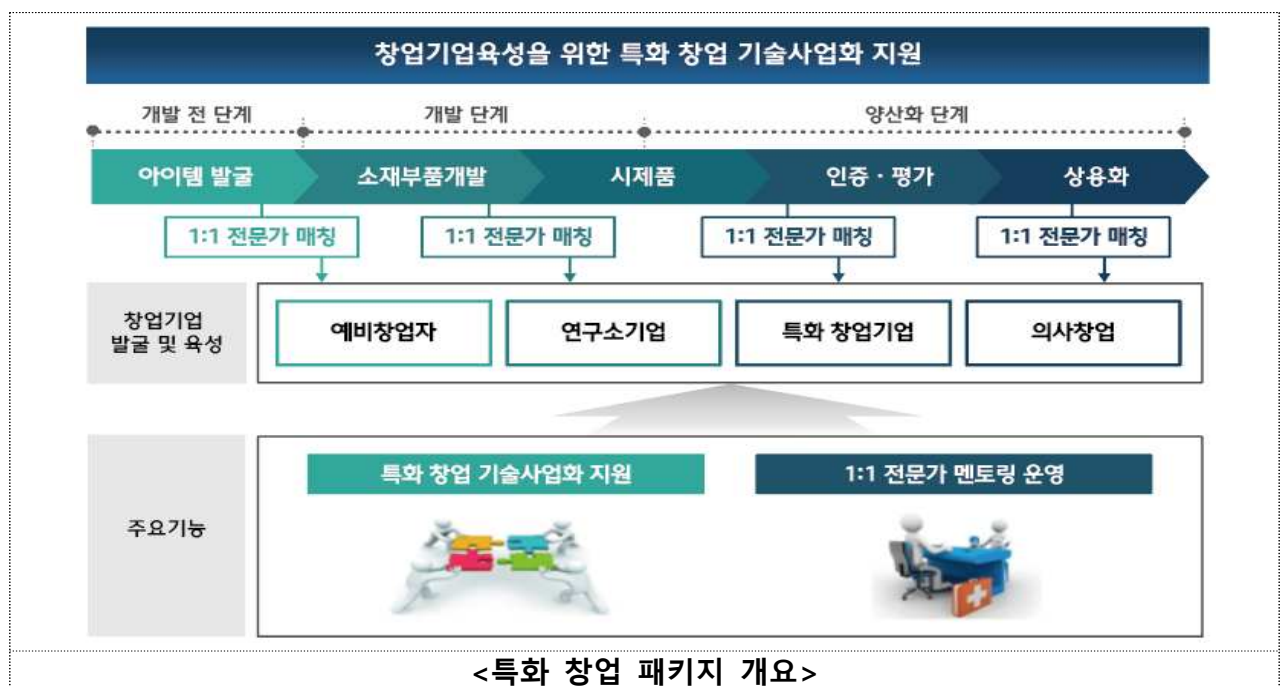 창업기업육성을 위한 특화 창업 기술사업화 지원
개발 전 단계 개발 단계 양산화 단계
아이템 발굴 소재부품개발 시제품 인증·평가 상용화
1:1 전문가 매칭 1:1 전문가 매칭 1:1 전문가 매칭 1:1 전문가 매칭
창업기업
발굴 및 육성
예비창업자 연구소기업 특화 창업기업 의사창업
특화 창업 기술사업화 지원 1:1 전문가 멘토링 운영
주요기능
<특화 창업 패키지 개요>